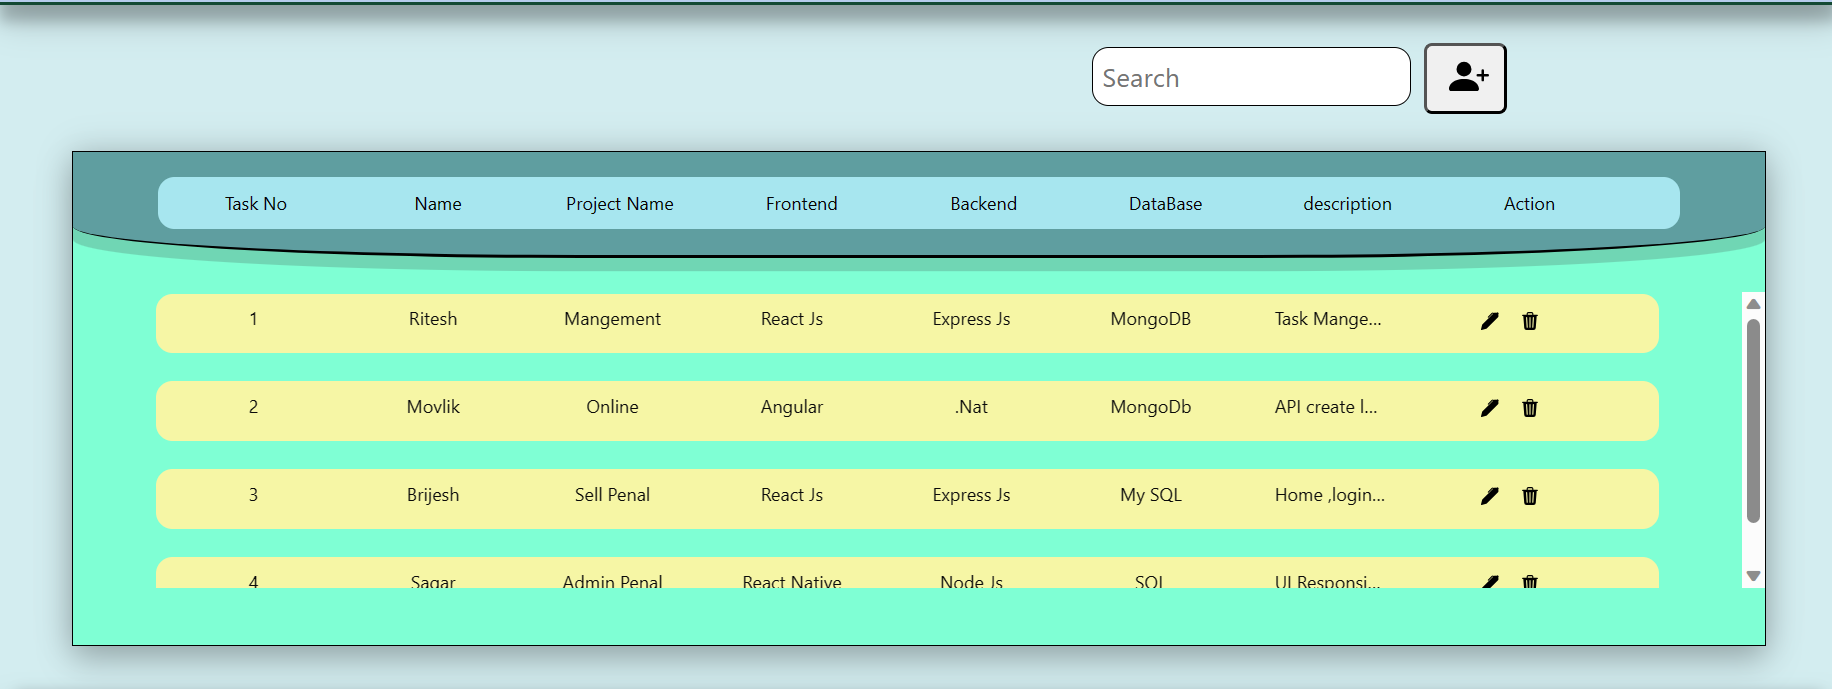 Search
Task No Name Project Name Frontend Backend DataBase description Action
1 Ritesh Mangement React Js Express Js MongoDB Task Mange...
2 Movlik Online Angular .Nat MongoDb API create l...
3 Brijesh Sell Penal React Js Express Js My SQL Home ,login...
4 Sagar Admin Penal React Native Node Js SQL UI Responsi...